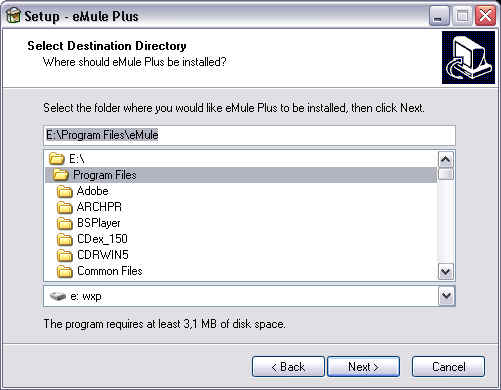 Setup - eMule Plus
Select Destination Directory
Where should eMule Plus be installed?
Select the folder where you would like eMule Plus to be installed, then click Next.
E:\Program Files\eMule
E:\
Program Files
Adobe
ARCHPR
BSPlayer
CDex_150
CDRWIN5
Common Files
e: wxp
The program requires at least 3,1 MB of disk space.
< Back
Next >
Cancel